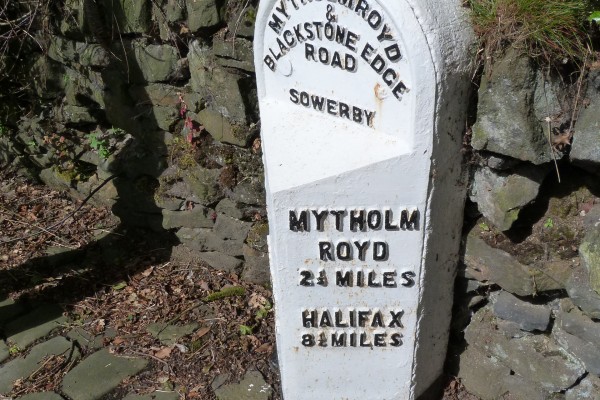 MYTHOLMROYD
&
BLACKSTONE EDGE
ROAD
SOWERBY
MYTHOLM
ROYD
2¼ MILES
HALIFAX
8¼ MILES